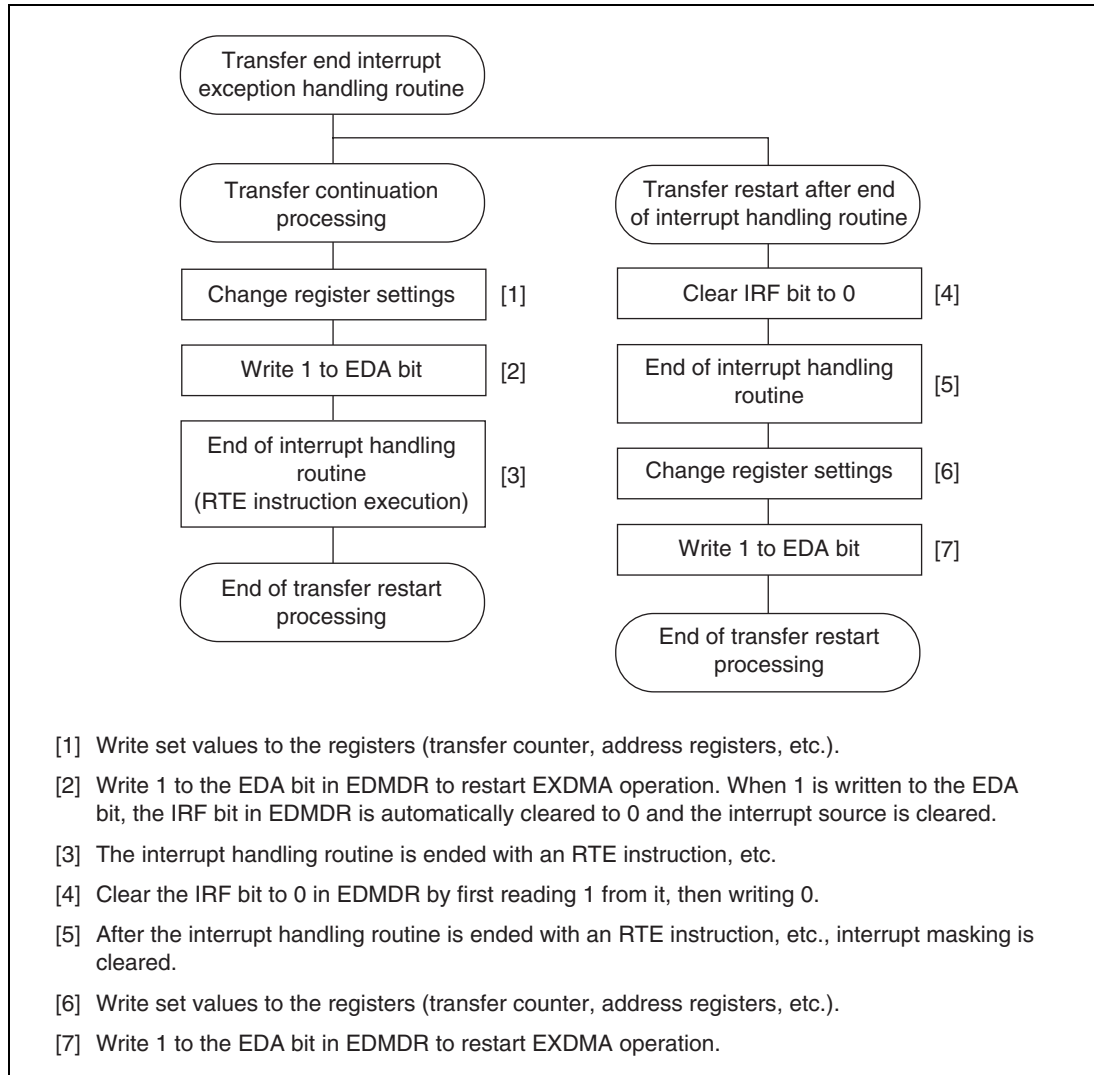 Transfer end interrupt
exception handling routine
Transfer continuation
processing
Change register settings [1]
Write 1 to EDA bit [2]
End of interrupt handling
routine
(RTE instruction execution) [3]
End of transfer restart
processing
Transfer restart after end
of interrupt handling routine
Clear IRF bit to 0 [4]
End of interrupt handling
routine [5]
Change register settings [6]
Write 1 to EDA bit [7]
End of transfer restart
processing
[1] Write set values to the registers (transfer counter, address registers, etc.).
[2] Write 1 to the EDA bit in EDMDR to restart EXDMA operation. When 1 is written to the EDA
bit, the IRF bit in EDMDR is automatically cleared to 0 and the interrupt source is cleared.
[3] The interrupt handling routine is ended with an RTE instruction, etc.
[4] Clear the IRF bit to 0 in EDMDR by first reading 1 from it, then writing 0.
[5] After the interrupt handling routine is ended with an RTE instruction, etc., interrupt masking is
cleared.
[6] Write set values to the registers (transfer counter, address registers, etc.).
[7] Write 1 to the EDA bit in EDMDR to restart EXDMA operation.